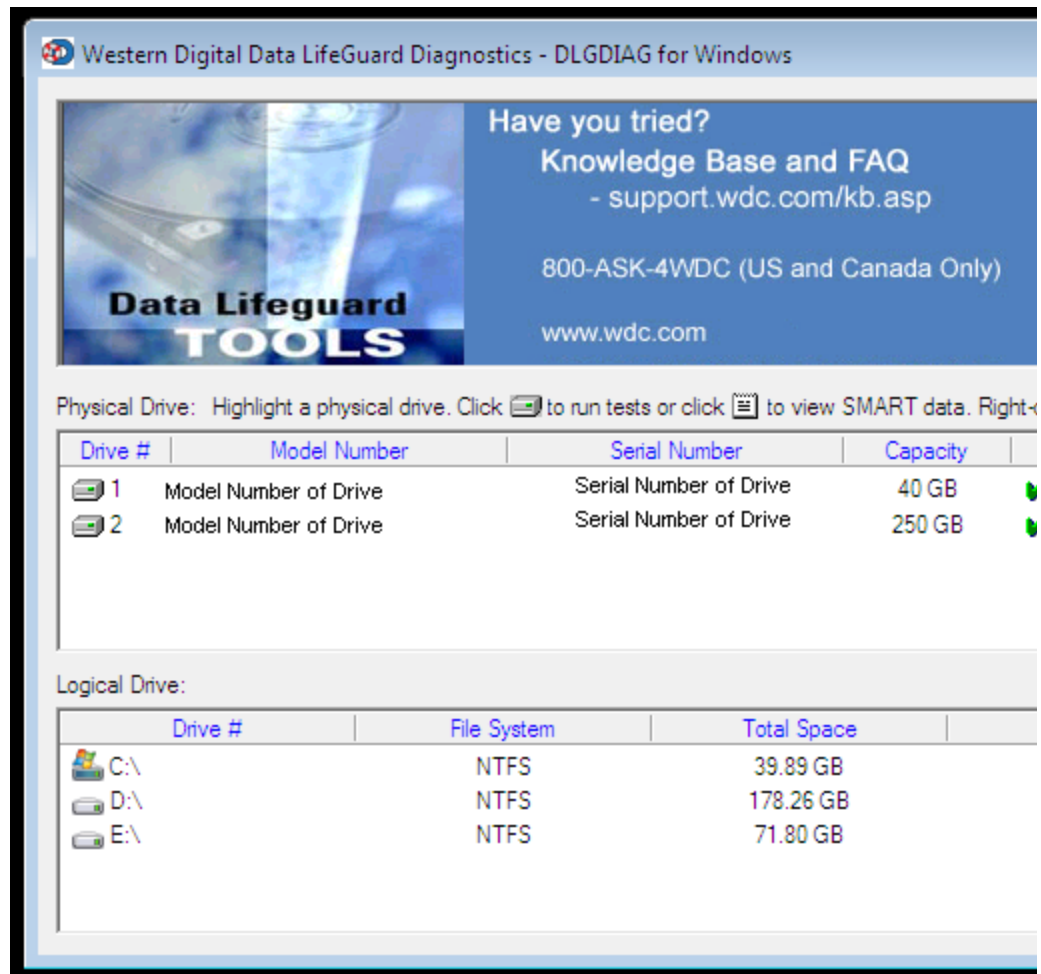 Western Digital Data LifeGuard Diagnostics - DLGDIAG for Windows
Have you tried?
Knowledge Base and FAQ
- support.wdc.com/kb.asp
800-ASK-4WDC (US and Canada Only)
www.wdc.com
Data Lifeguard
TOOLS
Physical Drive: Highlight a physical drive. Click to run tests or click to view SMART data. Right-
Drive # Model Number Serial Number Capacity
1 Model Number of Drive Serial Number of Drive 40 GB
2 Model Number of Drive Serial Number of Drive 250 GB
Logical Drive:
Drive # File System Total Space
C:\ NTFS 39.89 GB
D:\ NTFS 178.26 GB
E:\ NTFS 71.80 GB